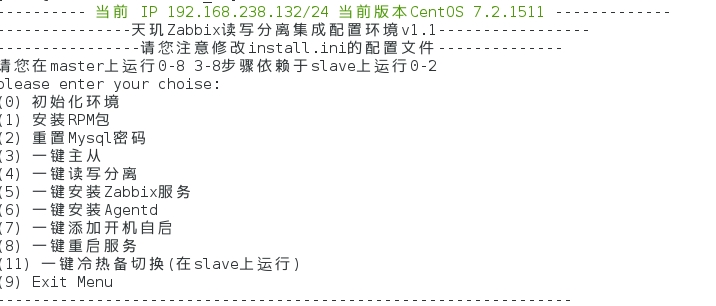 ---------- 当前 IP 192.168.238.132/24 当前版本CentOS 7.2.1511 -------------
---------------天玑Zabbix读写分离集成配置环境v1.1-----------------
----------------请您注意修改install.ini的配置文件------------------
请您在master上运行0-8 3-8步骤依赖于slave上运行0-2
please enter your choise:
(0) 初始化环境
(1) 安装RPM包
(2) 重置Mysql密码
(3) 一键主从
(4) 一键读写分离
(5) 一键安装Zabbix服务
(6) 一键安装Agentd
(7) 一键添加开机自启
(8) 一键重启服务
(11) 一键冷热备切换(在slave上运行)
(9) Exit Menu
----------------------------------------------------------------